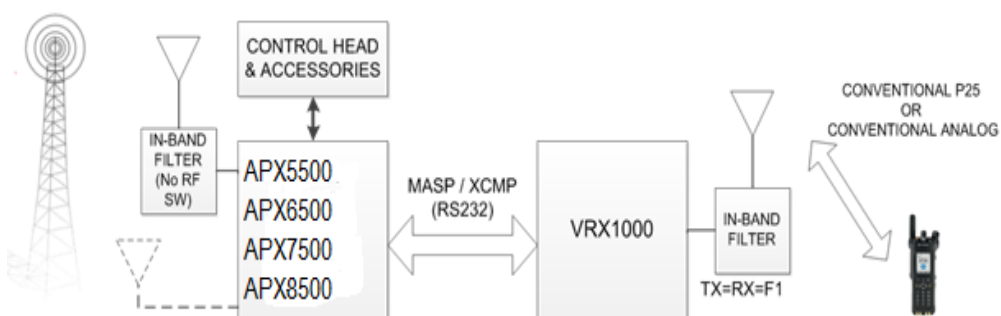 CONTROL HEAD
& ACCESSORIES
IN-BAND
FILTER
(No RF
SW)
APX5500
APX6500
APX7500
APX8500
MASP / XCMP
(RS232)
VRX1000
IN-BAND
FILTER
TX=RX=F1
CONVENTIONAL P25
OR
CONVENTIONAL ANALOG